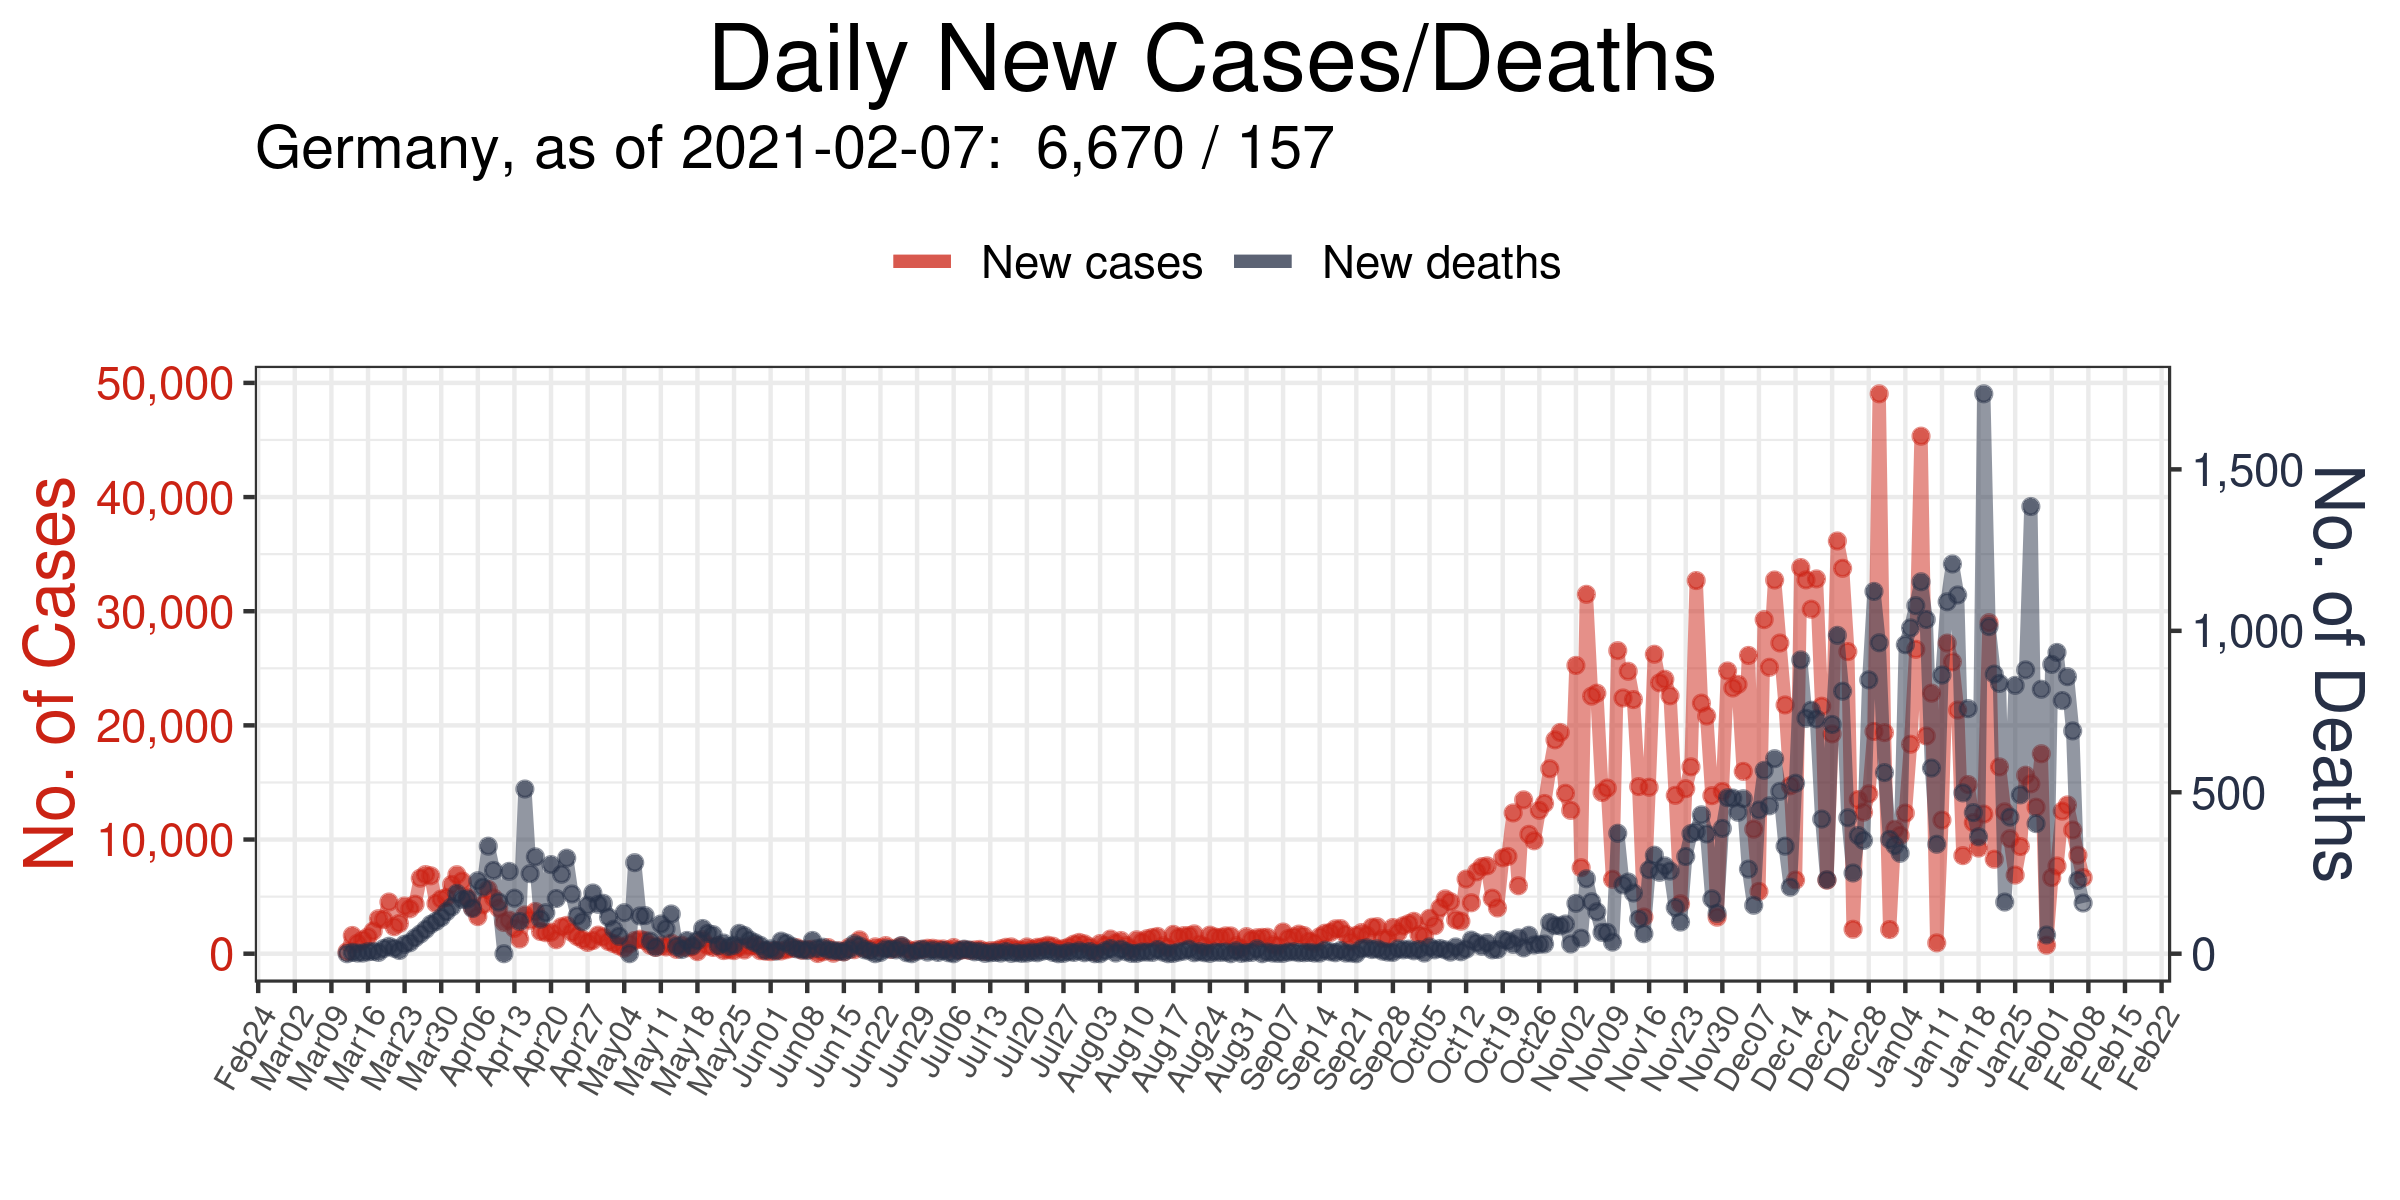 Daily New Cases/Deaths
Germany, as of 2021-02-07:  6,670 / 157
New cases New deaths
No. of Cases
50,000
40,000
30,000
20,000
10,000
0
1,500
1,000
500
0
No. of Deaths
Feb24 Mar02 Mar09 Mar16 Mar23 Mar30 Apr06 Apr13 Apr20 Apr27 May04 May11 May18 May25 Jun01 Jun08 Jun15 Jun22 Jun29 Jul06 Jul13 Jul20 Jul27 Aug03 Aug10 Aug17 Aug24 Aug31 Sep07 Sep14 Sep21 Sep28 Oct05 Oct12 Oct19 Oct26 Nov02 Nov09 Nov16 Nov23 Nov30 Dec07 Dec14 Dec21 Dec28 Jan04 Jan11 Jan18 Jan25 Feb01 Feb08 Feb15 Feb22